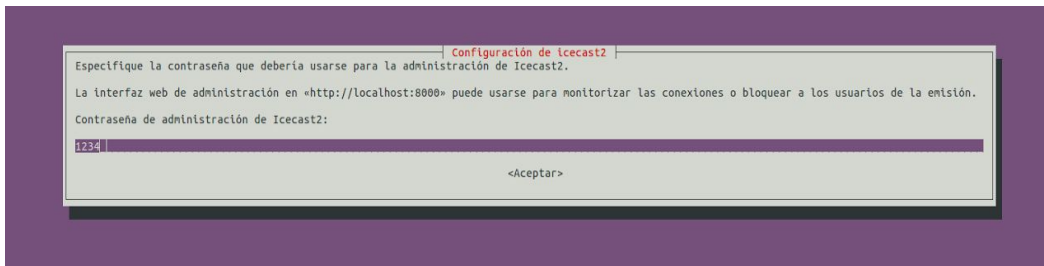 Configuración de icecast2
Especifique la contraseña que debería usarse para la administración de Icecast2.
La interfaz web de administración en «http://localhost:8000» puede usarse para monitorizar las conexiones o bloquear a los usuarios de la emisión.
Contraseña de administración de Icecast2:
1234
<Aceptar>